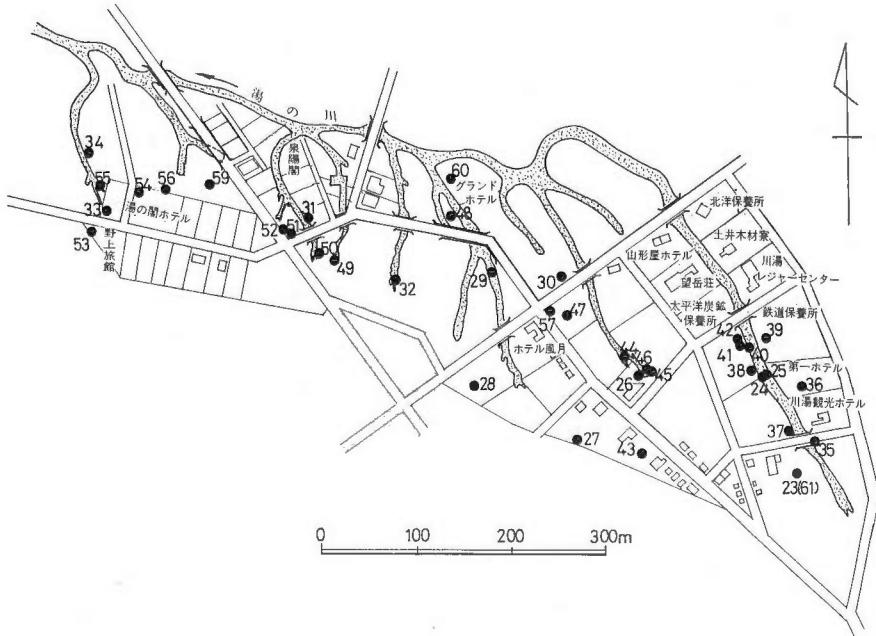 湯の川
泉陽閣
34
55
54
56
59
33
湯の閣ホテル
53
野上旅館
52
51
31
50
49
32
60
グランド
ホテル
48
29
30
57
47
ホテル風月
28
27
43
44
46
45
26
山形屋ホテル
望岳荘
太平洋炭鉱
保養所
北洋保養所
土井木材寮
川湯
レジャーセンター
鉄道保養所
42
41
40
39
38
24
25
第一ホテル
36
川湯観光ホテル
37
35
23(61)
0 100 200 300m